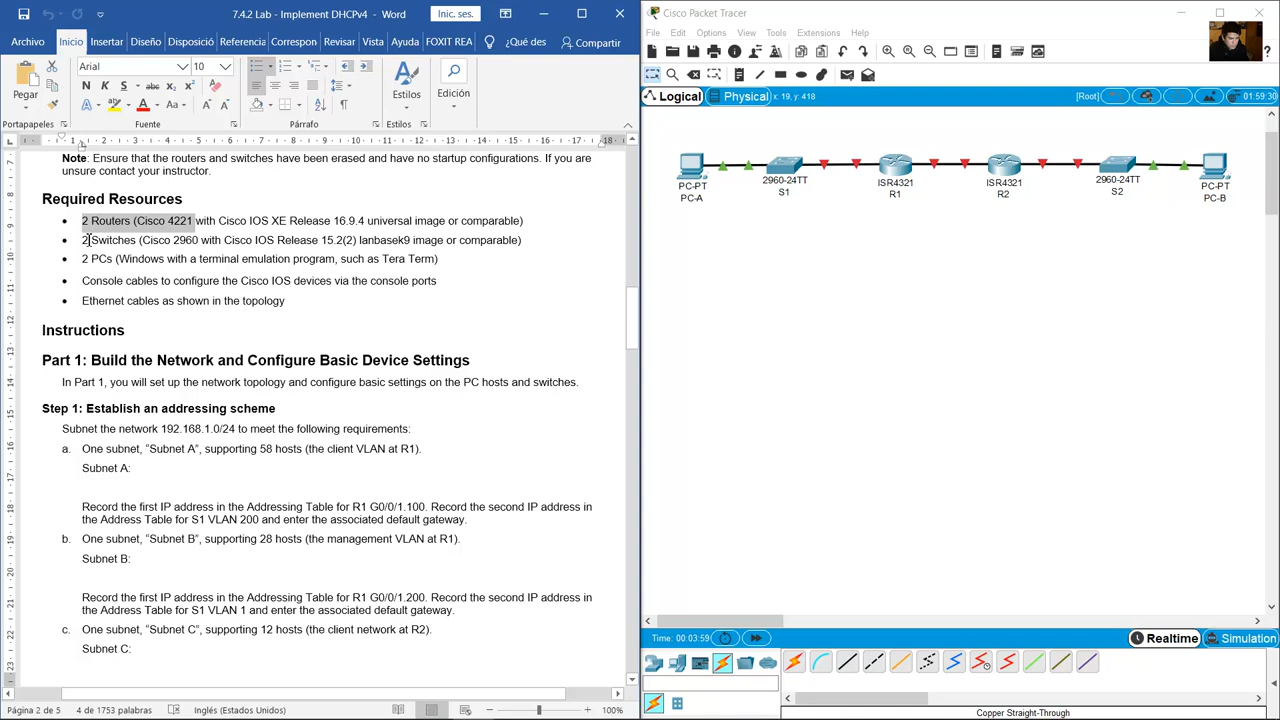 7.4.2 Lab - Implement DHCPv4 - Word
Inic. ses.
Archivo
Inicio
Insertar
Diseño
Disposició
Referencia
Correspon
Revisar
Vista
Ayuda
FOXIT REA
¿Qué des
Compartir
Pegar
Arial
10
Estilos
Edición
Portapapeles
Fuente
Párrafo
Estilos
Note: Ensure that the routers and switches have been erased and have no startup configurations. If you are
unsure contact your instructor.
Required Resources
2 Routers (Cisco 4221 with Cisco IOS XE Release 16.9.4 universal image or comparable)
2 Switches (Cisco 2960 with Cisco IOS Release 15.2(2) lanbasek9 image or comparable)
2 PCs (Windows with a terminal emulation program, such as Tera Term)
Console cables to configure the Cisco IOS devices via the console ports
Ethernet cables as shown in the topology
Instructions
Part 1: Build the Network and Configure Basic Device Settings
In Part 1, you will set up the network topology and configure basic settings on the PC hosts and switches.
Step 1: Establish an addressing scheme
Subnet the network 192.168.1.0/24 to meet the following requirements:
a. One subnet, “Subnet A”, supporting 58 hosts (the client VLAN at R1).
Subnet A:
Record the first IP address in the Addressing Table for R1 G0/0/1.100. Record the second IP address in
the Address Table for S1 VLAN 200 and enter the associated default gateway.
b. One subnet, “Subnet B”, supporting 28 hosts (the management VLAN at R1).
Subnet B:
Record the first IP address in the Addressing Table for R1 G0/0/1.200. Record the second IP address in
the Address Table for S1 VLAN 1 and enter the associated default gateway.
c. One subnet, “Subnet C”, supporting 12 hosts (the client network at R2).
Subnet C:
Página 2 de 5
4 de 1753 palabras
Inglés (Estados Unidos)
100%
Cisco Packet Tracer
File
Edit
Options
View
Tools
Extensions
Help
Logical
Physical
x: 19, y: 418
[Root]
01:59:30
PC-PT
PC-A
2960-24TT
S1
ISR4321
R1
ISR4321
R2
2960-24TT
S2
PC-PT
PC-B
Time: 00:03:59
Realtime
Simulation
Copper Straight-Through